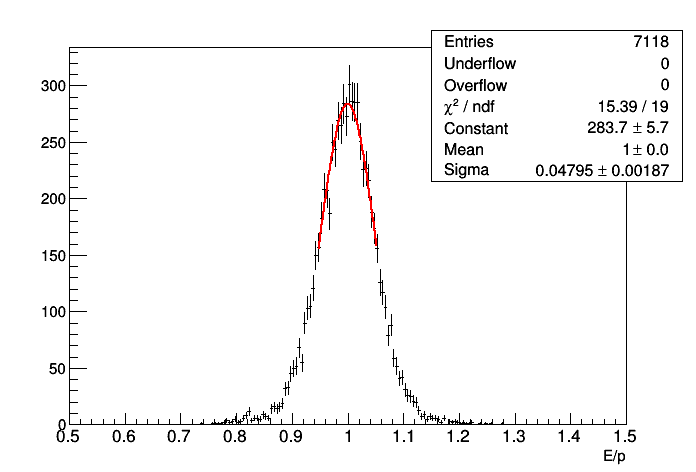 Entries 7118
Underflow 0
Overflow 0
χ² / ndf 15.39 / 19
Constant 283.7 ± 5.7
Mean 1 ± 0.0
Sigma 0.04795 ± 0.00187
300
250
200
150
100
50
0
0.5 0.6 0.7 0.8 0.9 1 1.1 1.2 1.3 1.4 1.5
E/p